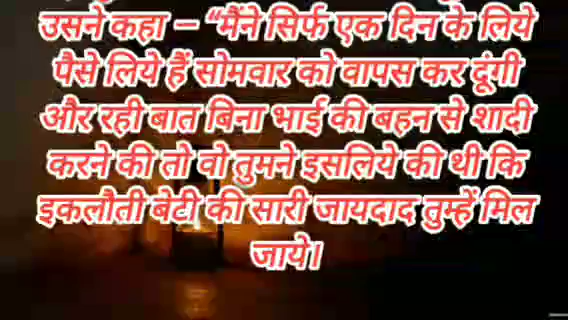 उसने कहा – “मैंने सिर्फ एक दिन के लिये
पैसे लिये हैं सोमवार को वापस कर दूंगी
और रही बात बिना भाई की बहन से शादी
करने की तो वो तुमने इसलिये की थी कि
इकलौती बेटी की सारी जायदाद तुम्हें मिल
जाये।